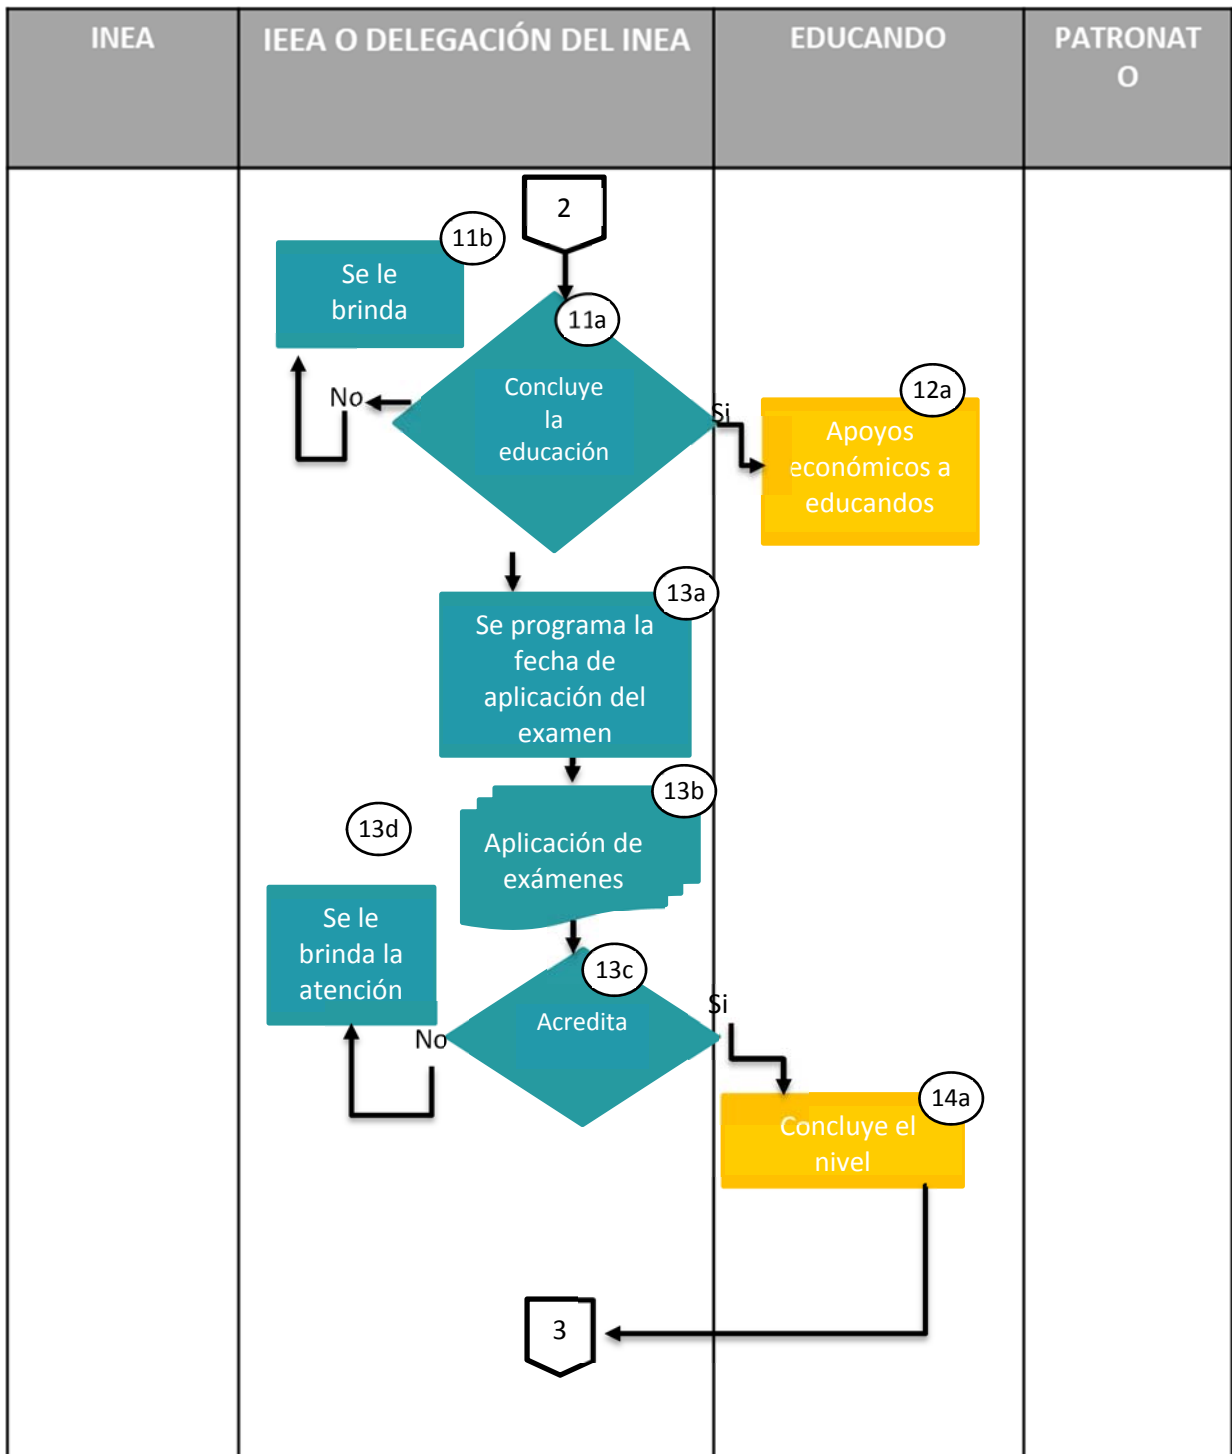 INEA
IEEA O DELEGACIÓN DEL INEA
EDUCANDO
PATRONAT
O
2
11b
Se le
brinda
11a
Concluye
la
educación
No
Si
12a
Apoyos
económicos a
educandos
13a
Se programa la
fecha de
aplicación del
examen
13b
Aplicación de
exámenes
13d
Se le
brinda la
atención
13c
Acredita
No
Si
14a
Concluye el
nivel
3